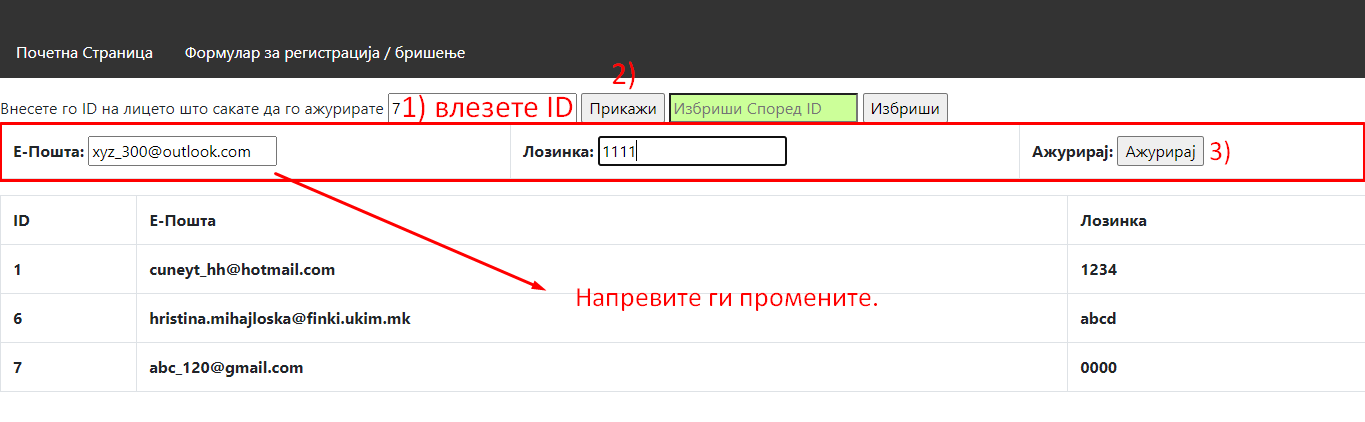 Почетна Страница Формулар за регистрација / бришење
2)
Внесете го ID на лицето што сакате да го ажурирате 7 1) влезете ID Прикажи Избриши Според ID Избриши
Е-Пошта: xyz_300@outlook.com Лозинка: 1111 Ажурирај: Ажурирај 3)
ID Е-Пошта Лозинка
1 cuneyt_hh@hotmail.com 1234
Напревите ги промените.
6 hristina.mihajloska@finki.ukim.mk abcd
7 abc_120@gmail.com 0000